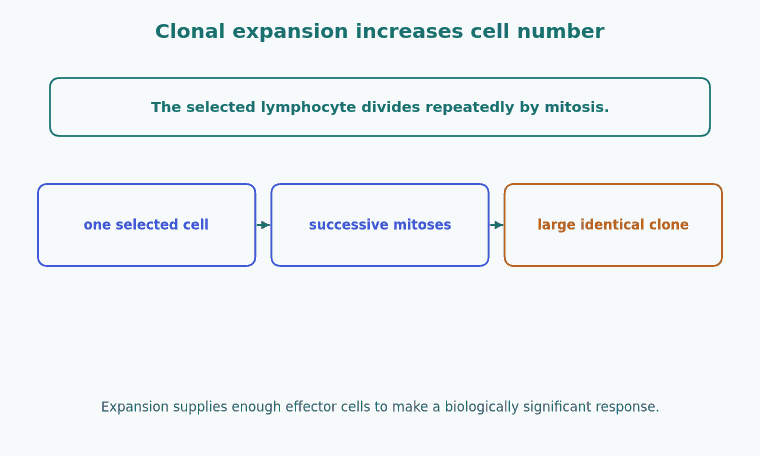 Clonal expansion increases cell number
The selected lymphocyte divides repeatedly by mitosis.
one selected cell
successive mitoses
large identical clone
Expansion supplies enough effector cells to make a biologically significant response.